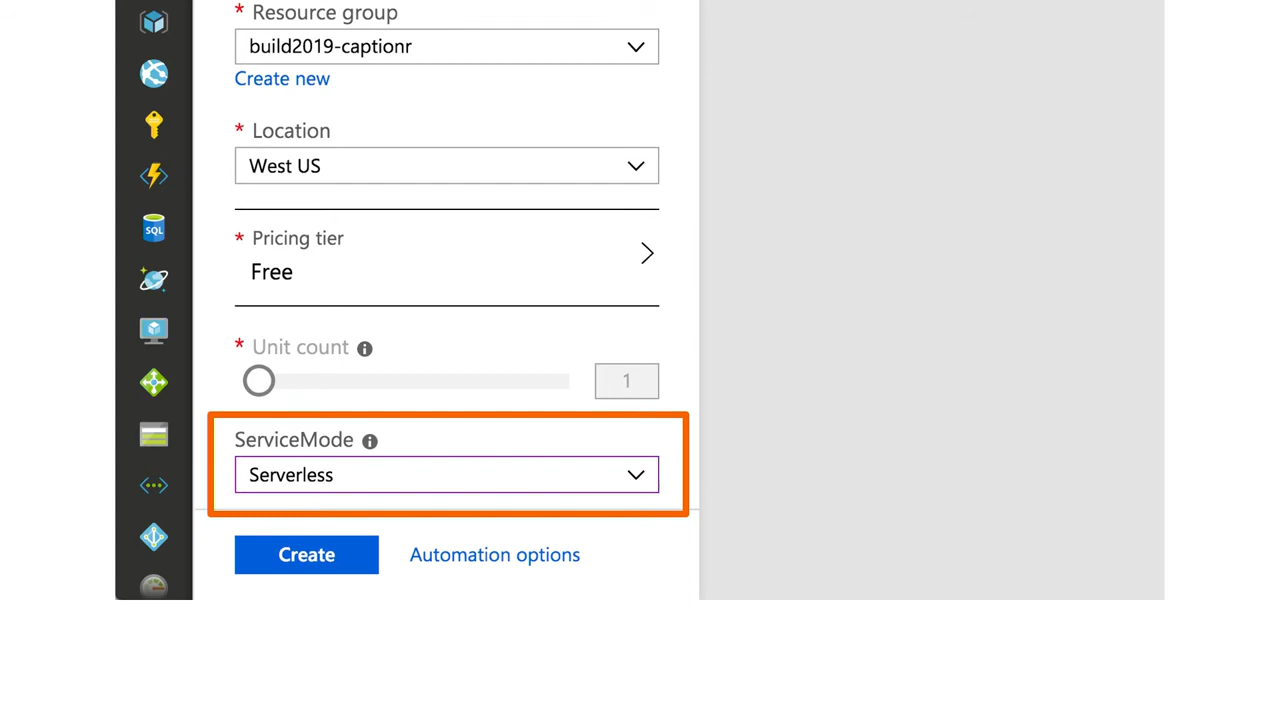 * Resource group
build2019-captionr
Create new
* Location
West US
* Pricing tier
Free
* Unit count
1
ServiceMode
Serverless
Create
Automation options
SQL